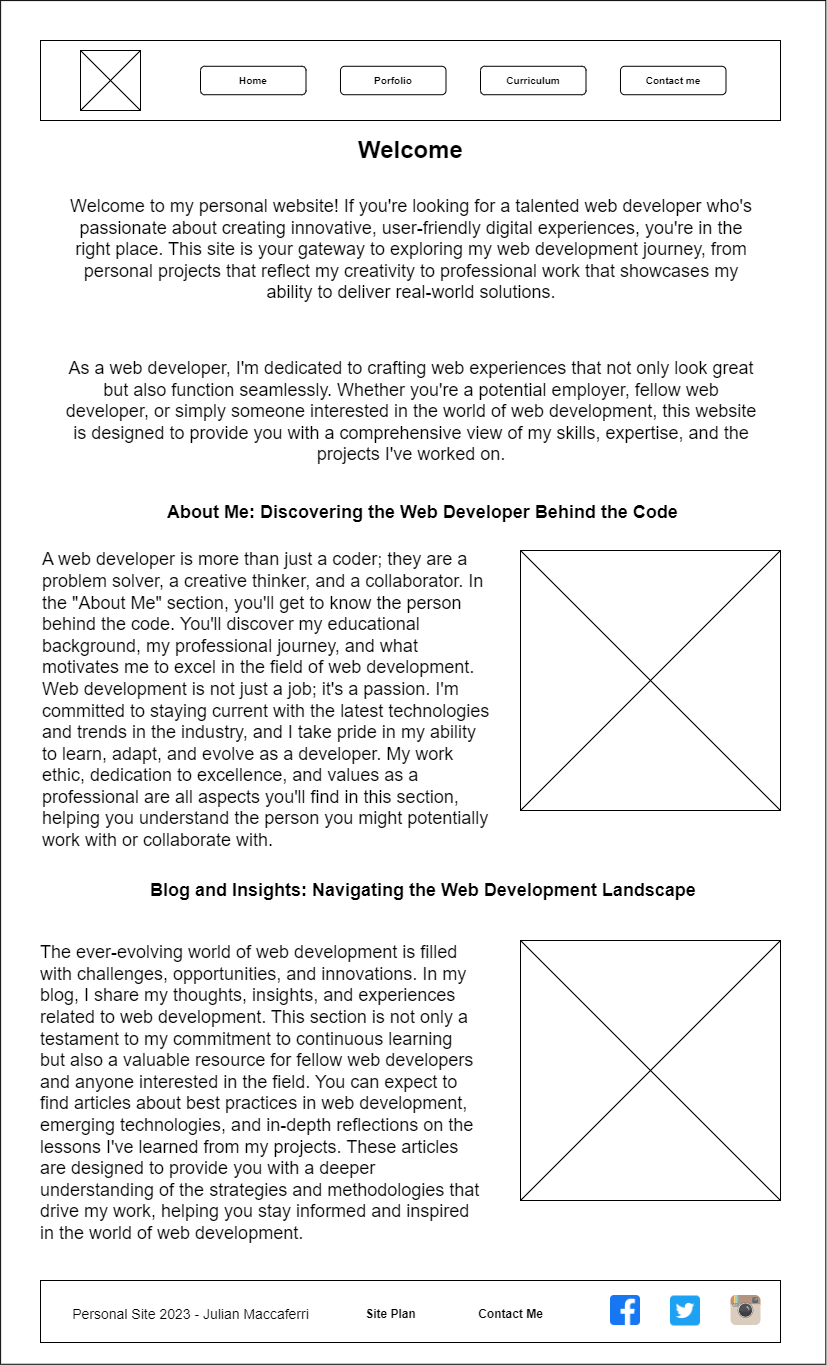 Home
Porfolio
Curriculum
Contact me
Welcome
Welcome to my personal website! If you're looking for a talented web developer who's
passionate about creating innovative, user-friendly digital experiences, you're in the
right place. This site is your gateway to exploring my web development journey, from
personal projects that reflect my creativity to professional work that showcases my
ability to deliver real-world solutions.
As a web developer, I'm dedicated to crafting web experiences that not only look great
but also function seamlessly. Whether you're a potential employer, fellow web
developer, or simply someone interested in the world of web development, this website
is designed to provide you with a comprehensive view of my skills, expertise, and the
projects I've worked on.
About Me: Discovering the Web Developer Behind the Code
A web developer is more than just a coder; they are a
problem solver, a creative thinker, and a collaborator. In
the "About Me" section, you'll get to know the person
behind the code. You'll discover my educational
background, my professional journey, and what
motivates me to excel in the field of web development.
Web development is not just a job; it's a passion. I'm
committed to staying current with the latest technologies
and trends in the industry, and I take pride in my ability
to learn, adapt, and evolve as a developer. My work
ethic, dedication to excellence, and values as a
professional are all aspects you'll find in this section,
helping you understand the person you might potentially
work with or collaborate with.
Blog and Insights: Navigating the Web Development Landscape
The ever-evolving world of web development is filled
with challenges, opportunities, and innovations. In my
blog, I share my thoughts, insights, and experiences
related to web development. This section is not only a
testament to my commitment to continuous learning
but also a valuable resource for fellow web developers
and anyone interested in the field. You can expect to
find articles about best practices in web development,
emerging technologies, and in-depth reflections on the
lessons I've learned from my projects. These articles
are designed to provide you with a deeper
understanding of the strategies and methodologies that
drive my work, helping you stay informed and inspired
in the world of web development.
Personal Site 2023 - Julian Maccaferri
Site Plan
Contact Me